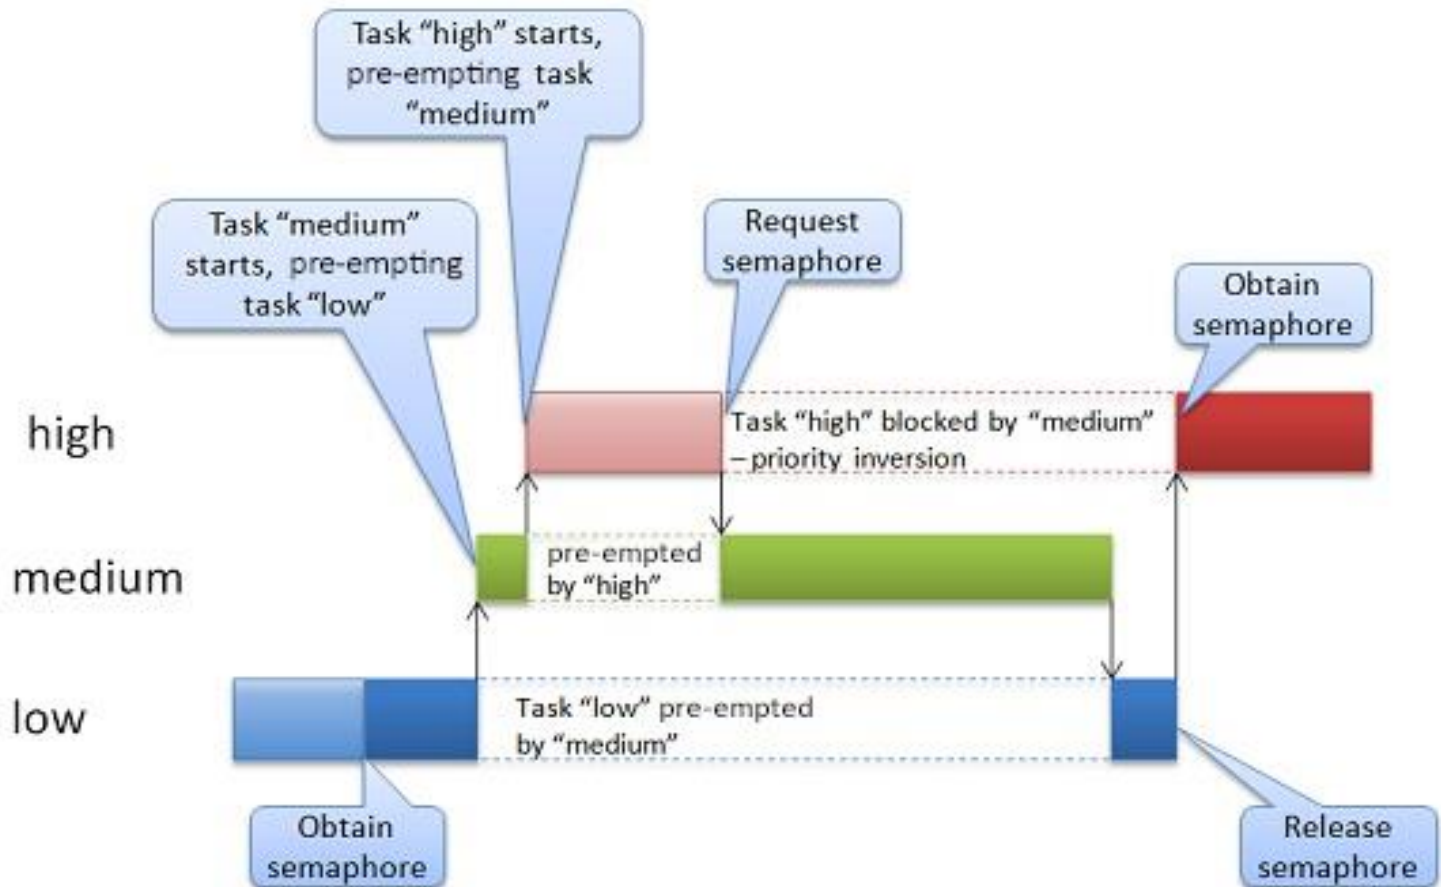 Task “high” starts,
pre-empting task
“medium”
Task “medium”
starts, pre-empting
task “low”
Request
semaphore
Obtain
semaphore
high
Task “high” blocked by “medium”
– priority inversion
medium
pre-empted
by “high”
low
Task “low” pre-empted
by “medium”
Obtain
semaphore
Release
semaphore